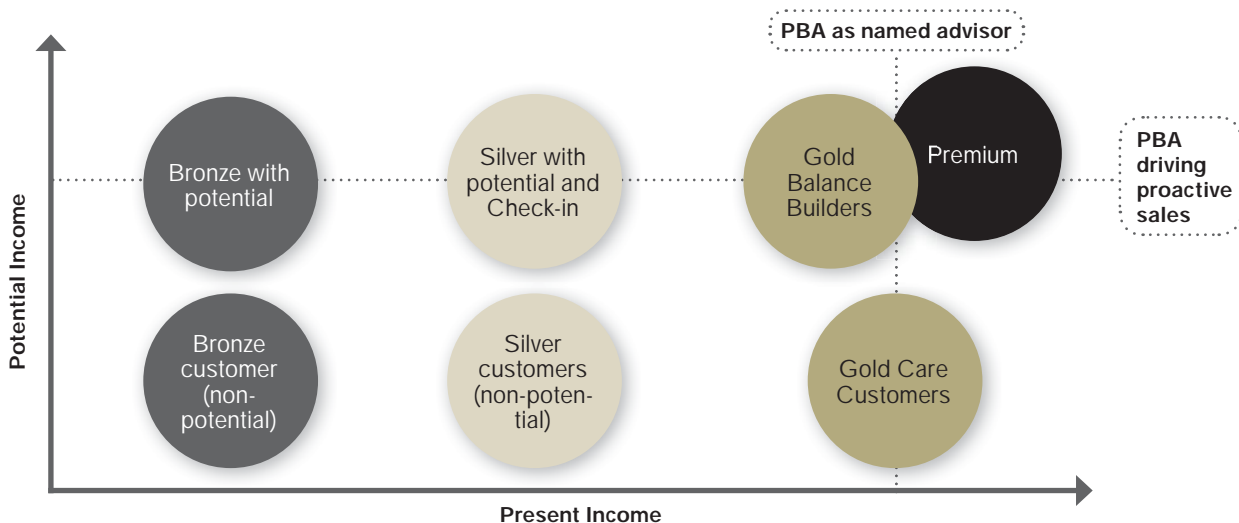 PBA as named advisor
Bronze with
potential
Silver with
potential and
Check-in
Gold
Balance
Builders
Premium
PBA
driving
proactive
sales
Potential Income
Bronze
customer
(non-
potential)
Silver
customers
(non-poten-
tial)
Gold Care
Customers
Present Income